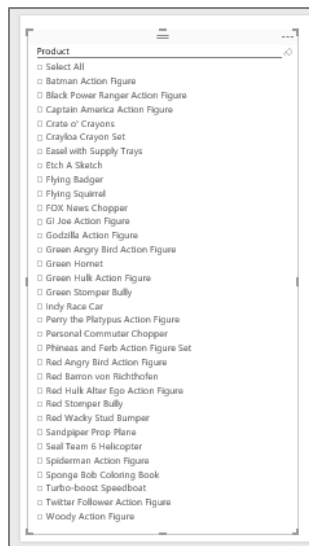 Product
Select All
Batman Action Figure
Black Power Ranger Action Figure
Captain America Action Figure
Crate o' Crayons
Crayloa Crayon Set
Easel with Supply Trays
Etch A Sketch
Flying Badger
Flying Squirrel
FOX News Chopper
GI Joe Action Figure
Godzilla Action Figure
Green Angry Bird Action Figure
Green Hornet
Green Hulk Action Figure
Green Stomper Bully
Indy Race Car
Perry the Platypus Action Figure
Personal Commuter Chopper
Phineas and Ferb Action Figure Set
Red Angry Bird Action Figure
Red Barron von Richthofen
Red Hulk Alter Ego Action Figure
Red Stomper Bully
Red Wacky Stud Bumper
Sandpiper Prop Plane
Seal Team 6 Helicopter
Spiderman Action Figure
Sponge Bob Coloring Book
Turbo-boost Speedboat
Twitter Follower Action Figure
Woody Action Figure